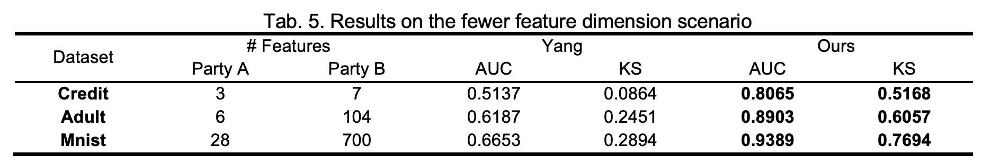 Tab. 5. Results on the fewer feature dimension scenario
Dataset # Features Yang Ours
Party A Party B AUC KS AUC KS
Credit 3 7 0.5137 0.0864 0.8065 0.5168
Adult 6 104 0.6187 0.2451 0.8903 0.6057
Mnist 28 700 0.6653 0.2894 0.9389 0.7694